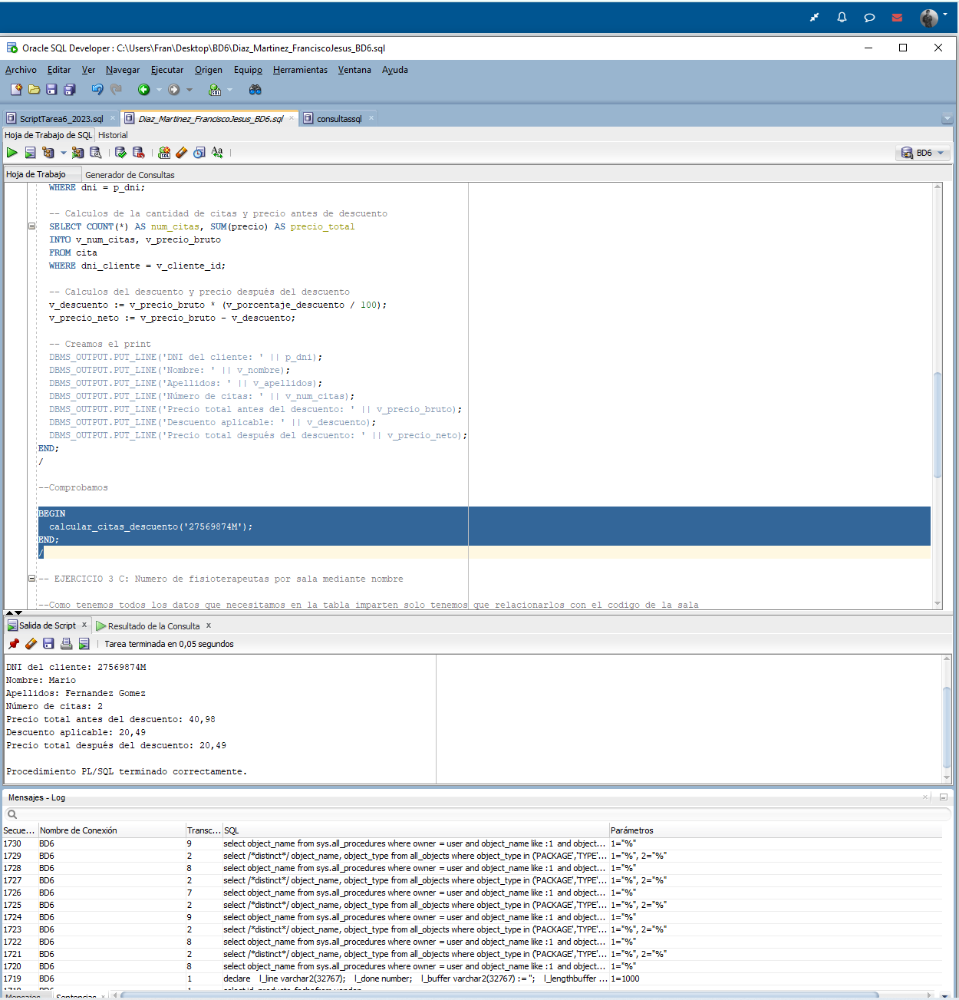 Oracle SQL Developer : C:\Users\Fran\Desktop\BD6\Diaz_Martinez_FranciscoJesus_BD6.sql
Archivo Editar Ver Navegar Ejecutar Origen Equipo Herramientas Ventana Ayuda
ScriptTarea6_2023.sql Diaz_Martinez_FranciscoJesus_BD6.sql consultassql
Hoja de Trabajo de SQL Historial
BD6
Hoja de Trabajo Generador de Consultas
WHERE dni = p_dni;
-- Calculos de la cantidad de citas y precio antes de descuento
SELECT COUNT(*) AS num_citas, SUM(precio) AS precio_total
INTO v_num_citas, v_precio_bruto
FROM cita
WHERE dni_cliente = v_cliente_id;
-- Calculos del descuento y precio después del descuento
v_descuento := v_precio_bruto * (v_porcentaje_descuento / 100);
v_precio_neto := v_precio_bruto - v_descuento;
-- Creamos el print
DBMS_OUTPUT.PUT_LINE('DNI del cliente: ' || p_dni);
DBMS_OUTPUT.PUT_LINE('Nombre: ' || v_nombre);
DBMS_OUTPUT.PUT_LINE('Apellidos: ' || v_apellidos);
DBMS_OUTPUT.PUT_LINE('Número de citas: ' || v_num_citas);
DBMS_OUTPUT.PUT_LINE('Precio total antes del descuento: ' || v_precio_bruto);
DBMS_OUTPUT.PUT_LINE('Descuento aplicable: ' || v_descuento);
DBMS_OUTPUT.PUT_LINE('Precio total después del descuento: ' || v_precio_neto);
END;
/
--Comprobamos
BEGIN
calcular_citas_descuento('27569874M');
END;
/
-- EJERCICIO 3 C: Numero de fisioterapeutas por sala mediante nombre
--Como tenemos todos los datos que necesitamos en la tabla imparten solo tenemos que relacionarlos con el codigo de la sala
Salida de Script x Resultado de la Consulta x
Tarea terminada en 0,05 segundos
DNI del cliente: 27569874M
Nombre: Mario
Apellidos: Fernandez Gomez
Número de citas: 2
Precio total antes del descuento: 40,98
Descuento aplicable: 20,49
Precio total después del descuento: 20,49
Procedimiento PL/SQL terminado correctamente.
Mensajes - Log
Secue... Nombre de Conexión Transc... SQL Parámetros
1730 BD6 9 select object_name from sys.all_procedures where owner = user and object_name like :1 and object... 1="%"
1729 BD6 2 select /*distinct*/ object_name, object_type from all_objects where object_type in ('PACKAGE','TYPE'... 1="%", 2="%"
1728 BD6 8 select object_name from sys.all_procedures where owner = user and object_name like :1 and object... 1="%"
1727 BD6 2 select /*distinct*/ object_name, object_type from all_objects where object_type in ('PACKAGE','TYPE'... 1="%", 2="%"
1726 BD6 7 select object_name from sys.all_procedures where owner = user and object_name like :1 and object... 1="%"
1725 BD6 2 select /*distinct*/ object_name, object_type from all_objects where object_type in ('PACKAGE','TYPE'... 1="%", 2="%"
1724 BD6 9 select object_name from sys.all_procedures where owner = user and object_name like :1 and object... 1="%"
1723 BD6 2 select /*distinct*/ object_name, object_type from all_objects where object_type in ('PACKAGE','TYPE'... 1="%", 2="%"
1722 BD6 8 select object_name from sys.all_procedures where owner = user and object_name like :1 and object... 1="%"
1721 BD6 2 select /*distinct*/ object_name, object_type from all_objects where object_type in ('PACKAGE','TYPE'... 1="%", 2="%"
1720 BD6 8 select object_name from sys.all_procedures where owner = user and object_name like :1 and object... 1="%"
1719 BD6 1 declare l_line varchar2(32767); l_done number; l_buffer varchar2(32767) := ''; l_lengthbuffer ... 1=1000
Mensajes Sentencias